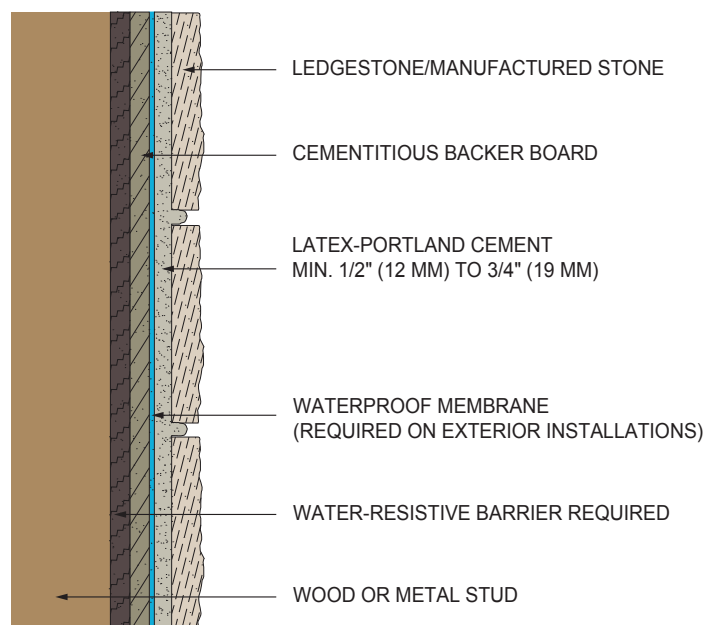 LEDGESTONE/MANUFACTURED STONE
CEMENTITIOUS BACKER BOARD
LATEX-PORTLAND CEMENT
MIN. 1/2" (12 MM) TO 3/4" (19 MM)
WATERPROOF MEMBRANE
(REQUIRED ON EXTERIOR INSTALLATIONS)
WATER-RESISTIVE BARRIER REQUIRED
WOOD OR METAL STUD